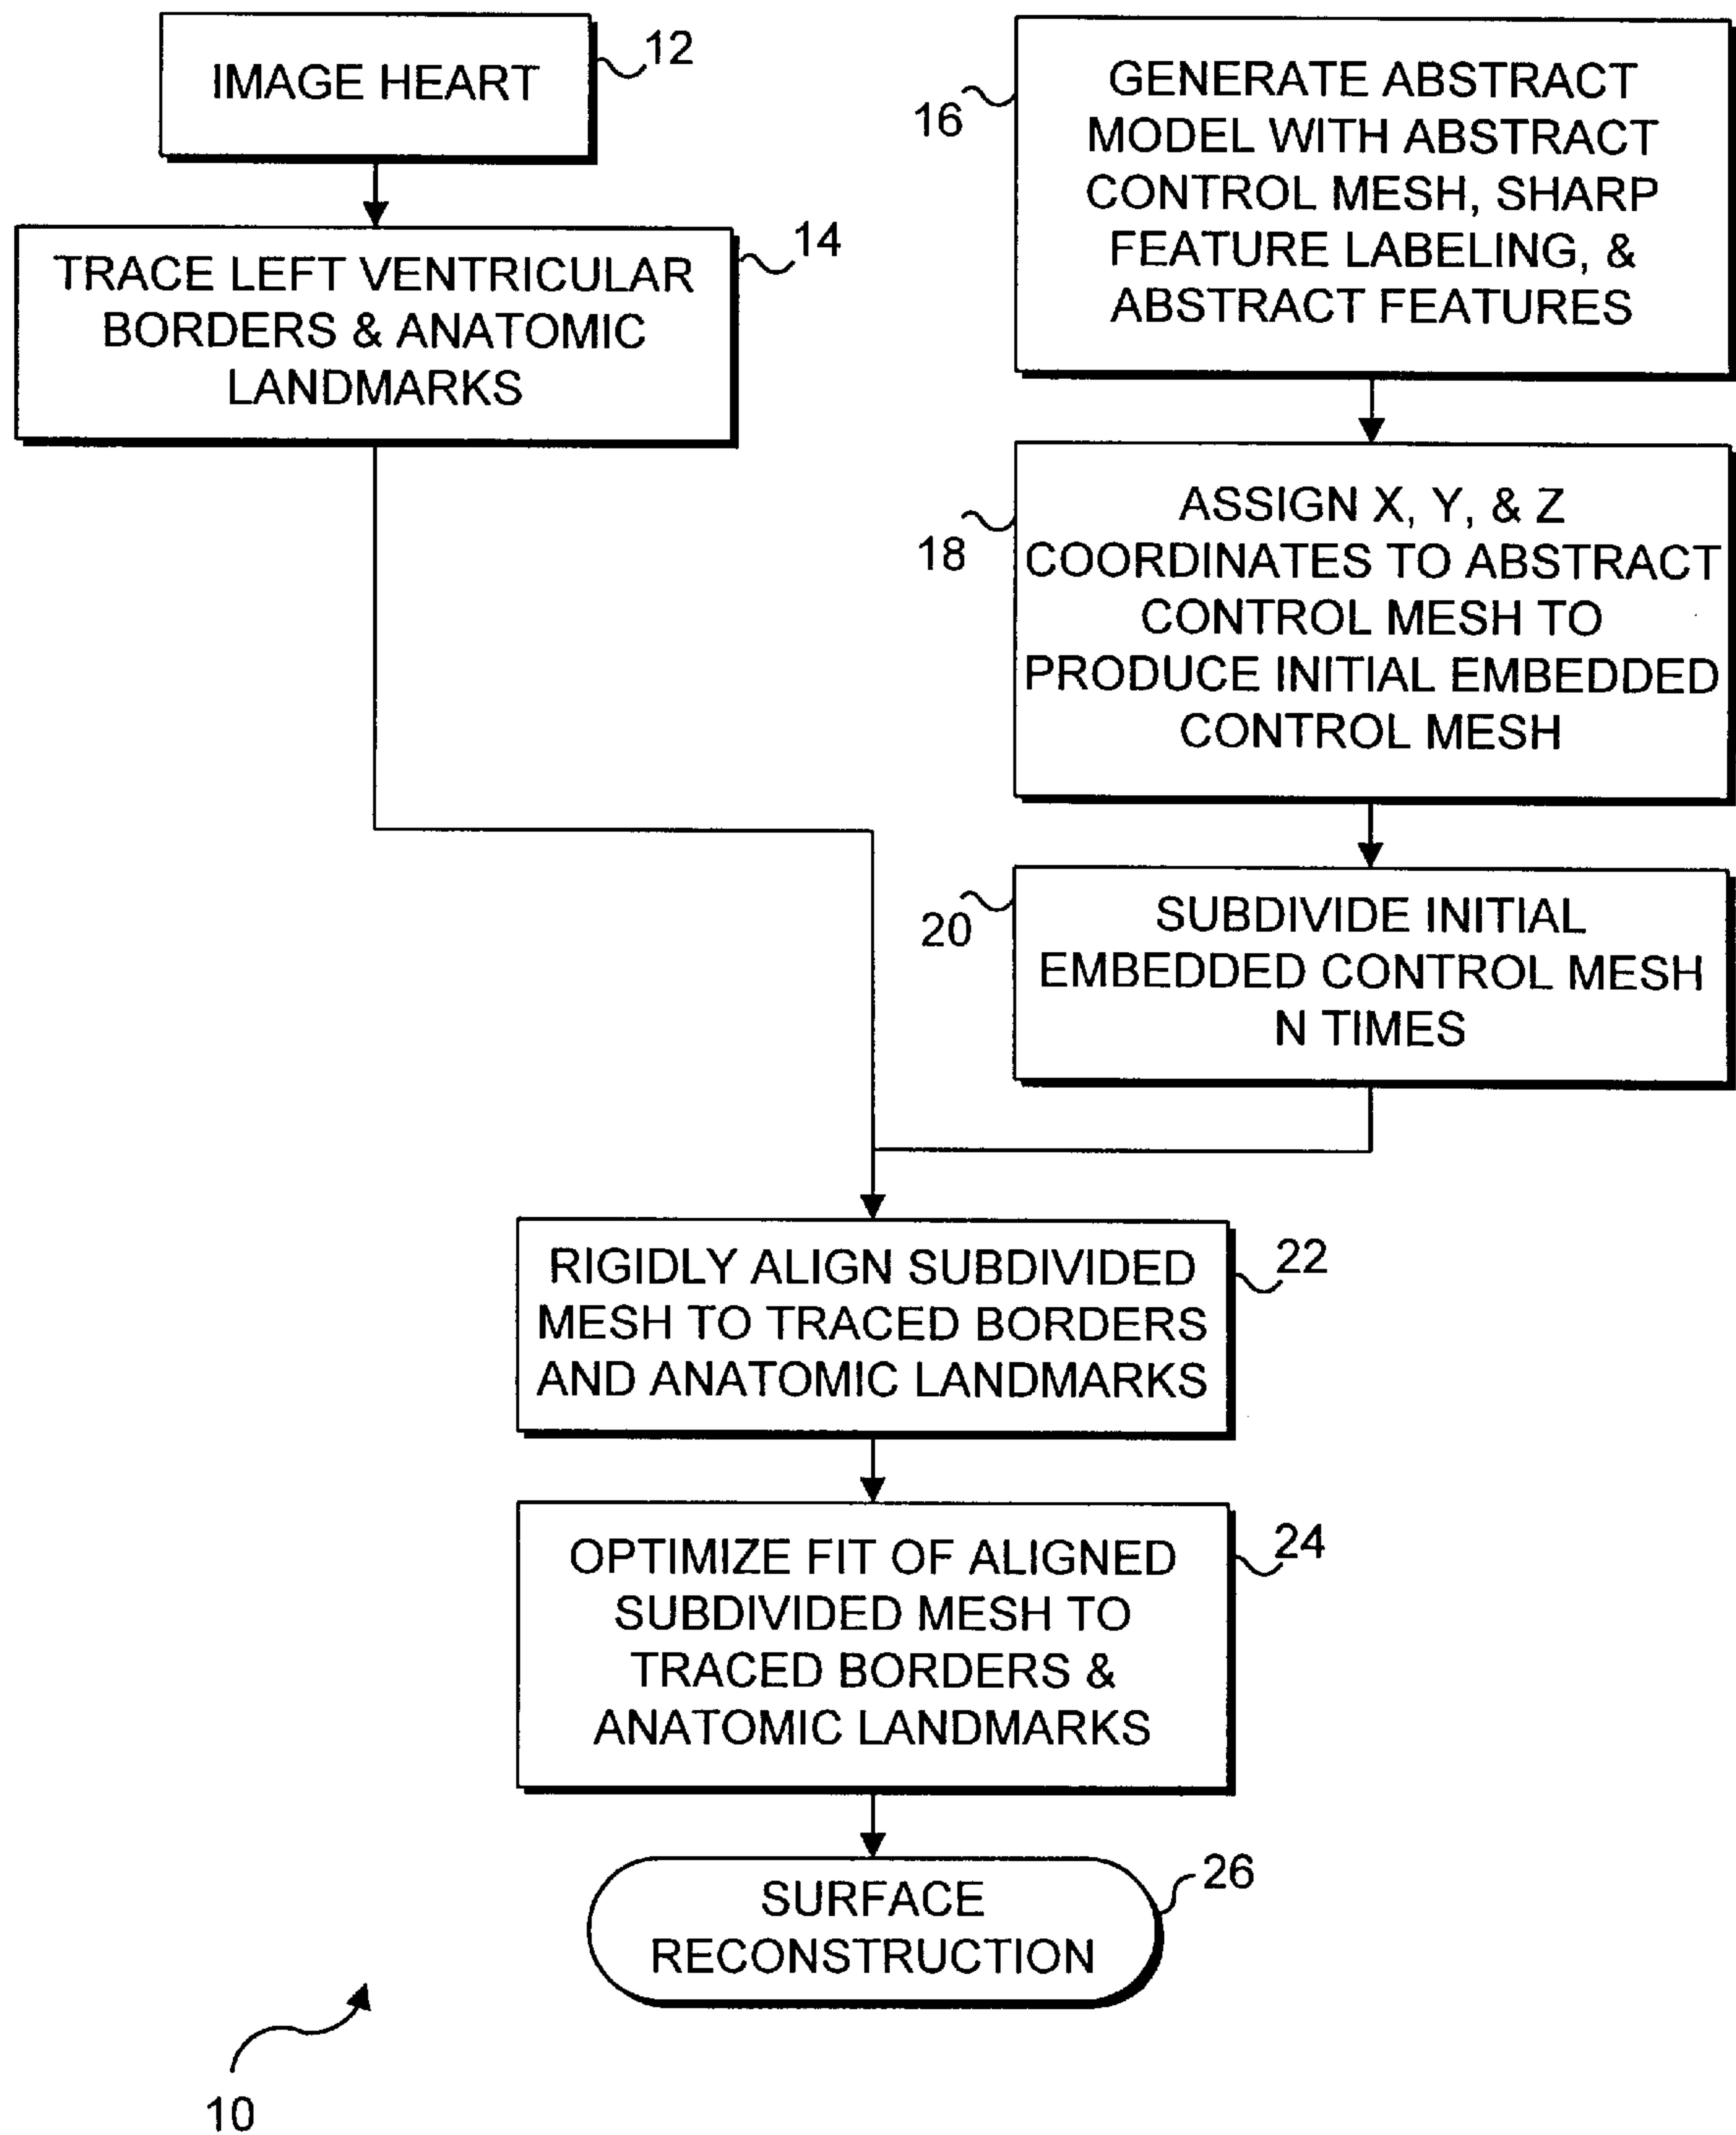 IMAGE HEART
12
TRACE LEFT VENTRICULAR
BORDERS & ANATOMIC
LANDMARKS
14
GENERATE ABSTRACT
MODEL WITH ABSTRACT
CONTROL MESH, SHARP
FEATURE LABELING, &
ABSTRACT FEATURES
16
ASSIGN X, Y, & Z
COORDINATES TO ABSTRACT
CONTROL MESH TO
PRODUCE INITIAL EMBEDDED
CONTROL MESH
18
SUBDIVIDE INITIAL
EMBEDDED CONTROL MESH
N TIMES
20
RIGIDLY ALIGN SUBDIVIDED
MESH TO TRACED BORDERS
AND ANATOMIC LANDMARKS
22
OPTIMIZE FIT OF ALIGNED
SUBDIVIDED MESH TO
TRACED BORDERS &
ANATOMIC LANDMARKS
24
SURFACE
RECONSTRUCTION
26
10